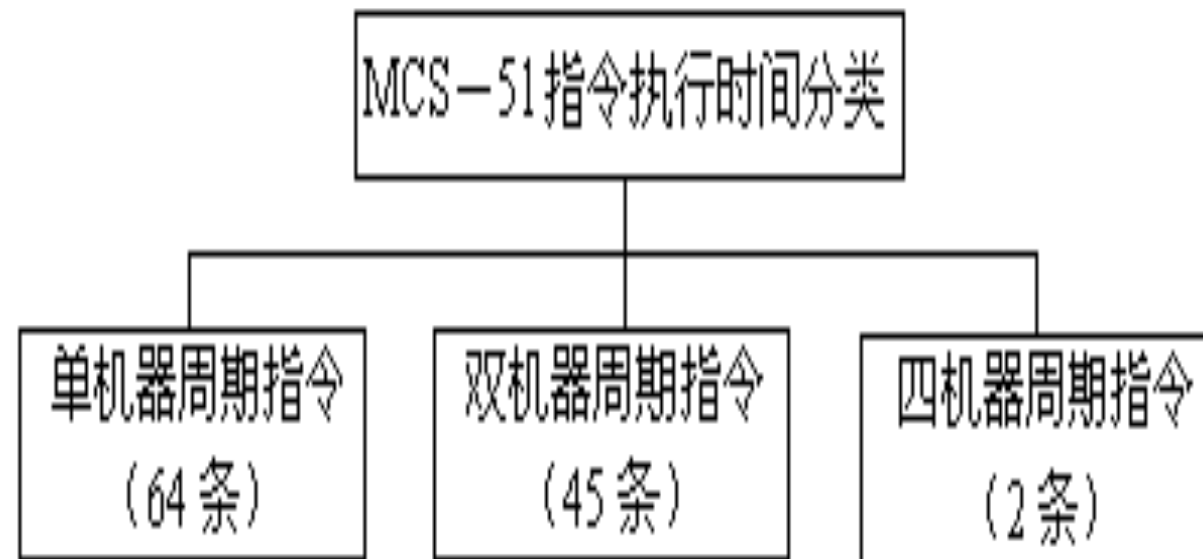 MCS－51指令执行时间分类
单机器周期指令
（64条）
双机器周期指令
（45条）
四机器周期指令
（2条）